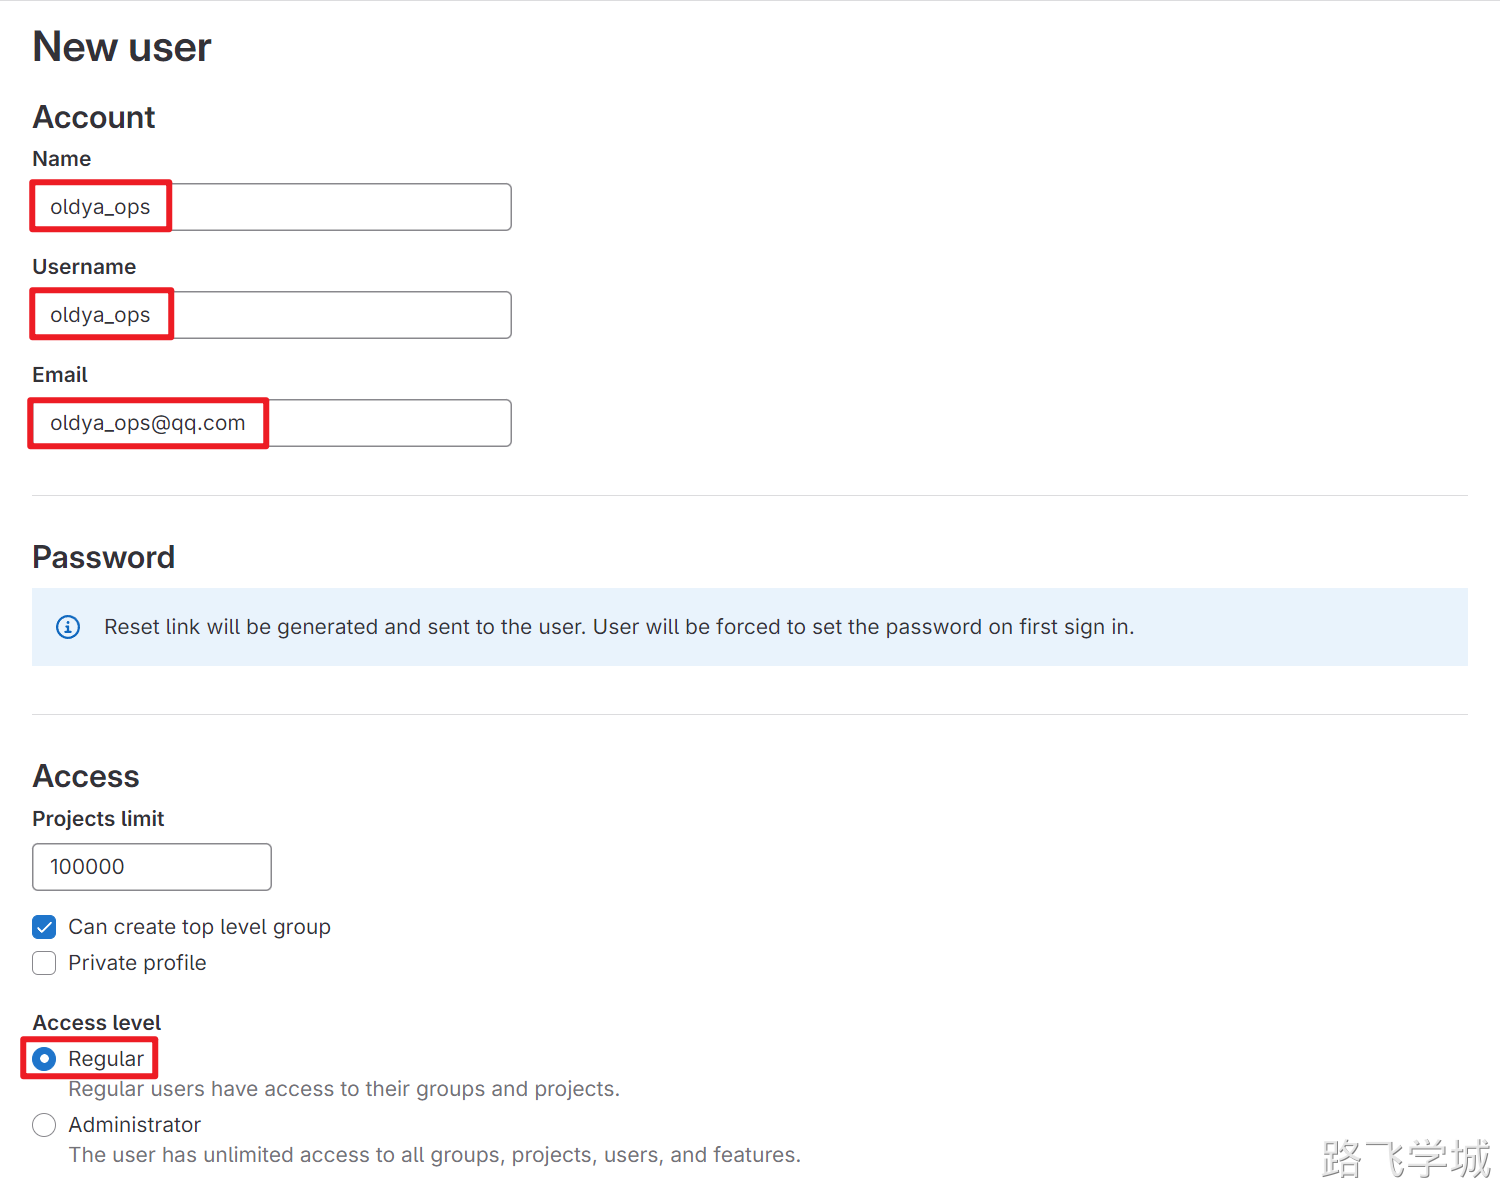 New user
Account
Name
oldya_ops
Username
oldya_ops
Email
oldya_ops@qq.com
Password
Reset link will be generated and sent to the user. User will be forced to set the password on first sign in.
Access
Projects limit
100000
Can create top level group
Private profile
Access level
Regular
Regular users have access to their groups and projects.
Administrator
The user has unlimited access to all groups, projects, users, and features.
路飞学城